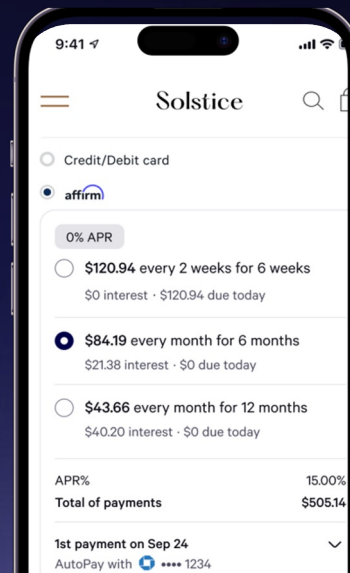 9:41
Solstice
Credit/Debit card
affirm
0% APR
$120.94 every 2 weeks for 6 weeks
$0 interest · $120.94 due today
$84.19 every month for 6 months
$21.38 interest · $0 due today
$43.66 every month for 12 months
$40.20 interest · $0 due today
APR% 15.00%
Total of payments $505.14
1st payment on Sep 24
AutoPay with •••• 1234